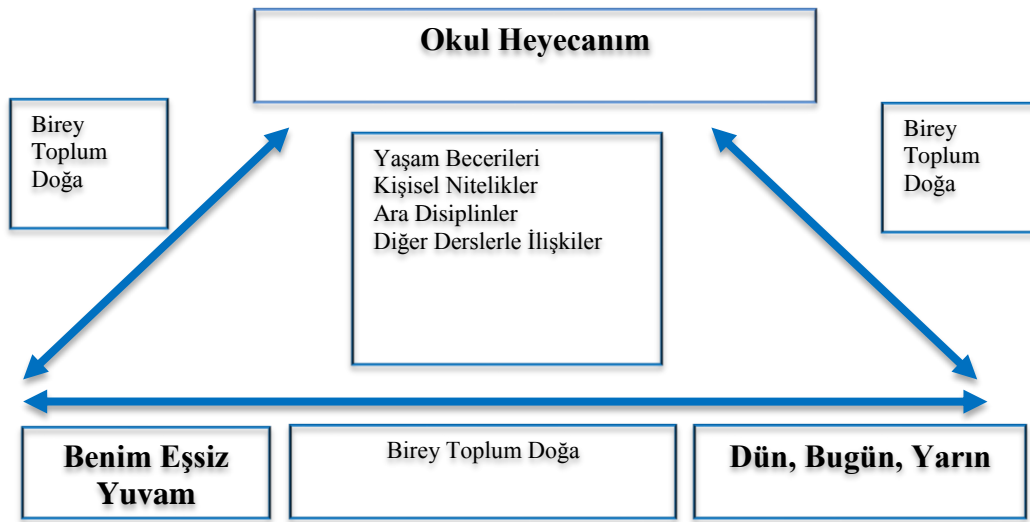 Okul Heyecanım
Birey
Toplum
Doğa
Yaşam Becerileri
Kişisel Nitelikler
Ara Disiplinler
Diğer Derslerle İlişkiler
Birey
Toplum
Doğa
Benim Eşsiz
Yuvam
Birey Toplum Doğa
Dün, Bugün, Yarın